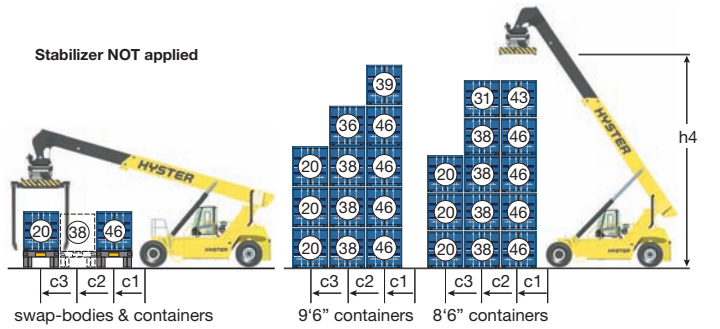 Stabilizer NOT applied
39
31 43
36 46
h4
HYSTER
38 46
HYSTER
20 38 46
20 38 46
20 38 46
20 38 46
20 38 46
HYSTER
20 38 46
HYSTER
20 38 46
c3 c2 c1
c3 c2 c1
c3 c2 c1
swap-bodies & containers
9‘6” containers
8‘6” containers